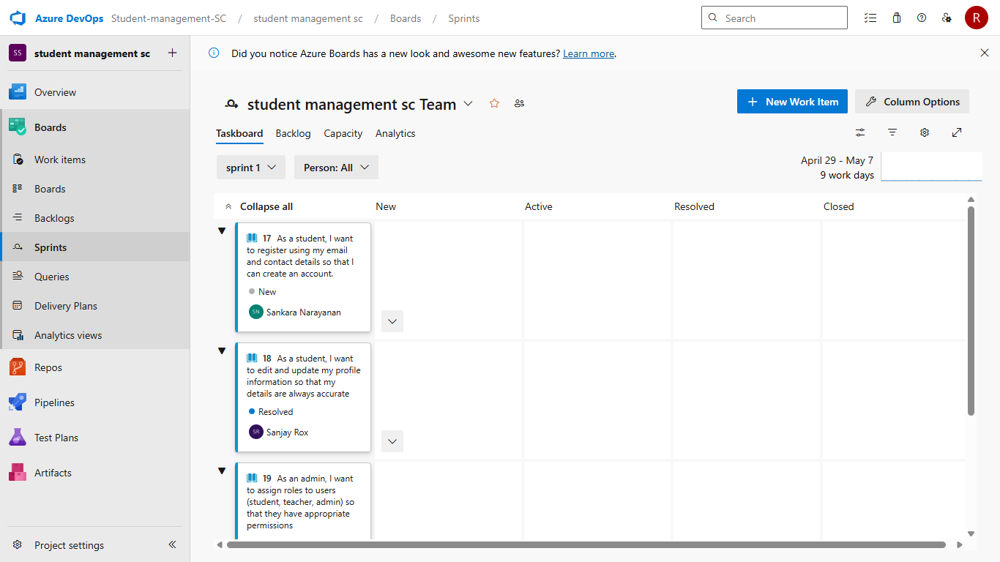 Azure DevOps Student-management-SC / student management sc / Boards / Sprints
Search
R
SS student management sc
Overview
Boards
Work items
Boards
Backlogs
Sprints
Queries
Delivery Plans
Analytics views
Repos
Pipelines
Test Plans
Artifacts
Project settings
Did you notice Azure Boards has a new look and awesome new features? Learn more.
student management sc Team
New Work Item
Column Options
Taskboard Backlog Capacity Analytics
sprint 1
Person: All
April 29 - May 7
9 work days
Collapse all New Active Resolved Closed
17 As a student, I want
to register using my email
and contact details so that I
can create an account.
New
SN Sankara Narayanan
18 As a student, I want
to edit and update my profile
information so that my
details are always accurate
Resolved
SR Sanjay Rox
19 As an admin, I want
to assign roles to users
(student, teacher, admin) so
that they have appropriate
permissions